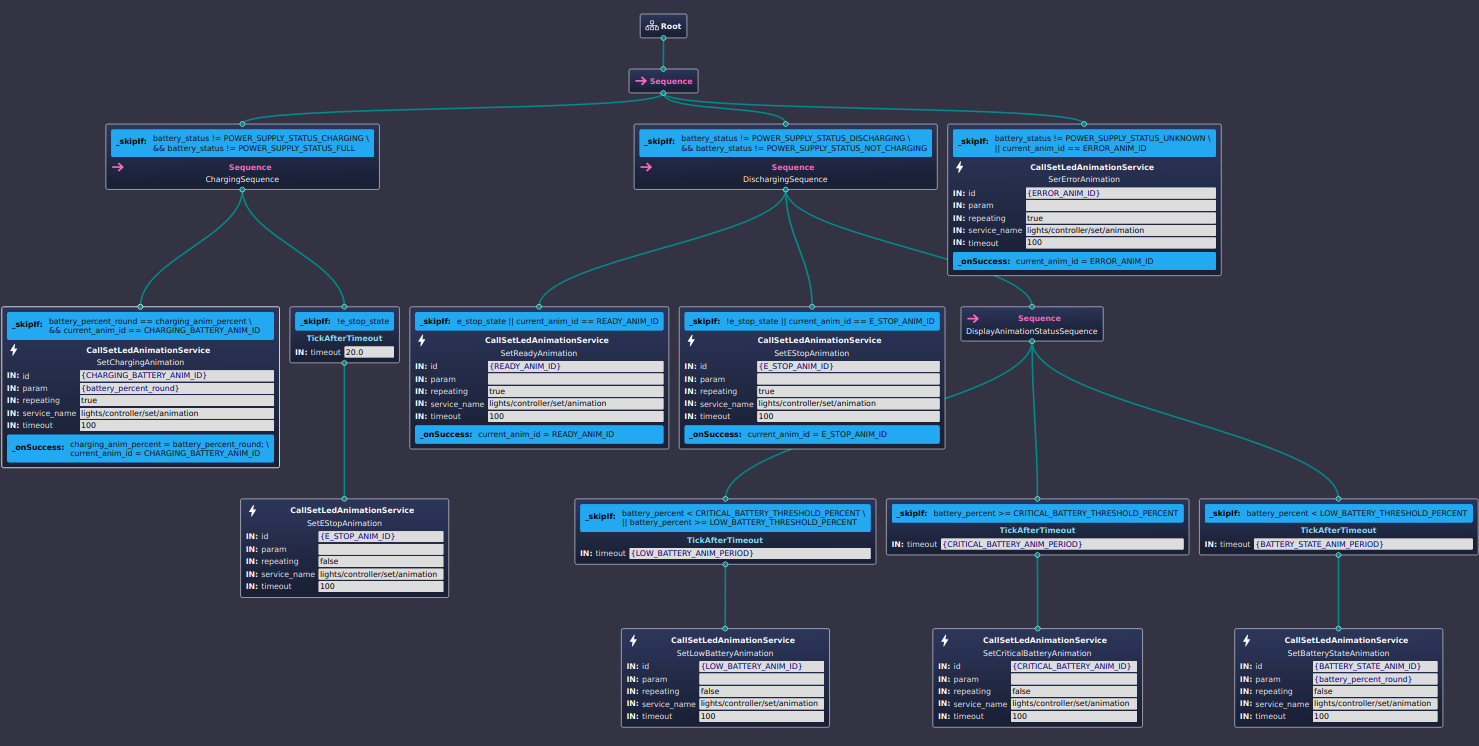 Root
Sequence
_skipIf: battery_status != POWER_SUPPLY_STATUS_CHARGING \
&& battery_status != POWER_SUPPLY_STATUS_FULL
Sequence
ChargingSequence
_skipIf: battery_status != POWER_SUPPLY_STATUS_DISCHARGING \
&& battery_status != POWER_SUPPLY_STATUS_NOT_CHARGING
Sequence
DischargingSequence
_skipIf: battery_status != POWER_SUPPLY_STATUS_UNKNOWN \
|| current_anim_id == ERROR_ANIM_ID
CallSetLedAnimationService
SerErrorAnimation
IN: id {ERROR_ANIM_ID}
IN: param
IN: repeating true
IN: service_name lights/controller/set/animation
IN: timeout 100
_onSuccess: current_anim_id = ERROR_ANIM_ID
_skipIf: battery_percent_round == charging_anim_percent \
&& current_anim_id == CHARGING_BATTERY_ANIM_ID
CallSetLedAnimationService
SetChargingAnimation
IN: id {CHARGING_BATTERY_ANIM_ID}
IN: param {battery_percent_round}
IN: repeating true
IN: service_name lights/controller/set/animation
IN: timeout 100
_onSuccess: charging_anim_percent = battery_percent_round; \
current_anim_id = CHARGING_BATTERY_ANIM_ID
_skipIf: !e_stop_state
TickAfterTimeout
IN: timeout 20.0
_skipIf: e_stop_state || current_anim_id == READY_ANIM_ID
CallSetLedAnimationService
SetReadyAnimation
IN: id {READY_ANIM_ID}
IN: param
IN: repeating true
IN: service_name lights/controller/set/animation
IN: timeout 100
_onSuccess: current_anim_id = READY_ANIM_ID
_skipIf: !e_stop_state || current_anim_id == E_STOP_ANIM_ID
CallSetLedAnimationService
SetEStopAnimation
IN: id {E_STOP_ANIM_ID}
IN: param
IN: repeating true
IN: service_name lights/controller/set/animation
IN: timeout 100
_onSuccess: current_anim_id = E_STOP_ANIM_ID
Sequence
DisplayAnimationStatusSequence
CallSetLedAnimationService
SetEStopAnimation
IN: id {E_STOP_ANIM_ID}
IN: param
IN: repeating false
IN: service_name lights/controller/set/animation
IN: timeout 100
_skipIf: battery_percent < CRITICAL_BATTERY_THRESHOLD_PERCENT \
|| battery_percent >= LOW_BATTERY_THRESHOLD_PERCENT
TickAfterTimeout
IN: timeout {LOW_BATTERY_ANIM_PERIOD}
_skipIf: battery_percent >= CRITICAL_BATTERY_THRESHOLD_PERCENT
TickAfterTimeout
IN: timeout {CRITICAL_BATTERY_ANIM_PERIOD}
_skipIf: battery_percent < LOW_BATTERY_THRESHOLD_PERCENT
TickAfterTimeout
IN: timeout {BATTERY_STATE_ANIM_PERIOD}
CallSetLedAnimationService
SetLowBatteryAnimation
IN: id {LOW_BATTERY_ANIM_ID}
IN: param
IN: repeating false
IN: service_name lights/controller/set/animation
IN: timeout 100
CallSetLedAnimationService
SetCriticalBatteryAnimation
IN: id {CRITICAL_BATTERY_ANIM_ID}
IN: param
IN: repeating false
IN: service_name lights/controller/set/animation
IN: timeout 100
CallSetLedAnimationService
SetBatteryStateAnimation
IN: id {BATTERY_STATE_ANIM_ID}
IN: param {battery_percent_round}
IN: repeating false
IN: service_name lights/controller/set/animation
IN: timeout 100